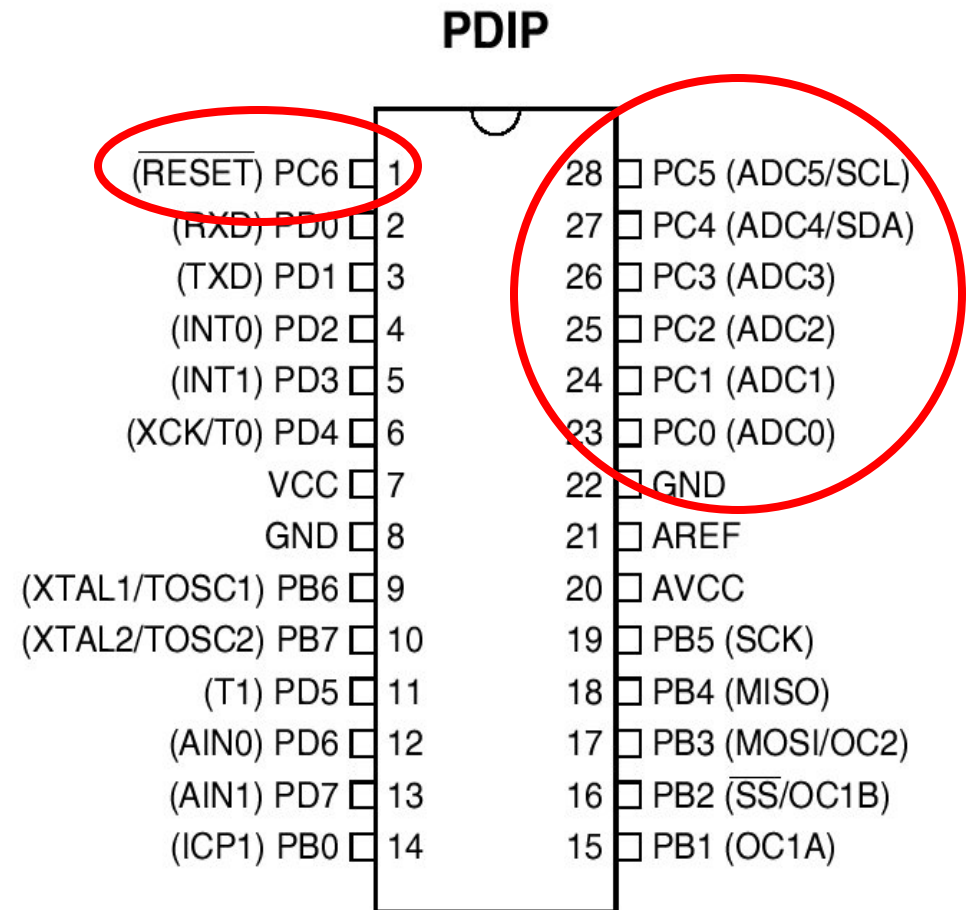 PDIP
(RESET) PC6 1 28 PC5 (ADC5/SCL)
(RXD) PD0 2 27 PC4 (ADC4/SDA)
(TXD) PD1 3 26 PC3 (ADC3)
(INT0) PD2 4 25 PC2 (ADC2)
(INT1) PD3 5 24 PC1 (ADC1)
(XCK/T0) PD4 6 23 PC0 (ADC0)
VCC 7 22 GND
GND 8 21 AREF
(XTAL1/TOSC1) PB6 9 20 AVCC
(XTAL2/TOSC2) PB7 10 19 PB5 (SCK)
(T1) PD5 11 18 PB4 (MISO)
(AIN0) PD6 12 17 PB3 (MOSI/OC2)
(AIN1) PD7 13 16 PB2 (SS/OC1B)
(ICP1) PB0 14 15 PB1 (OC1A)